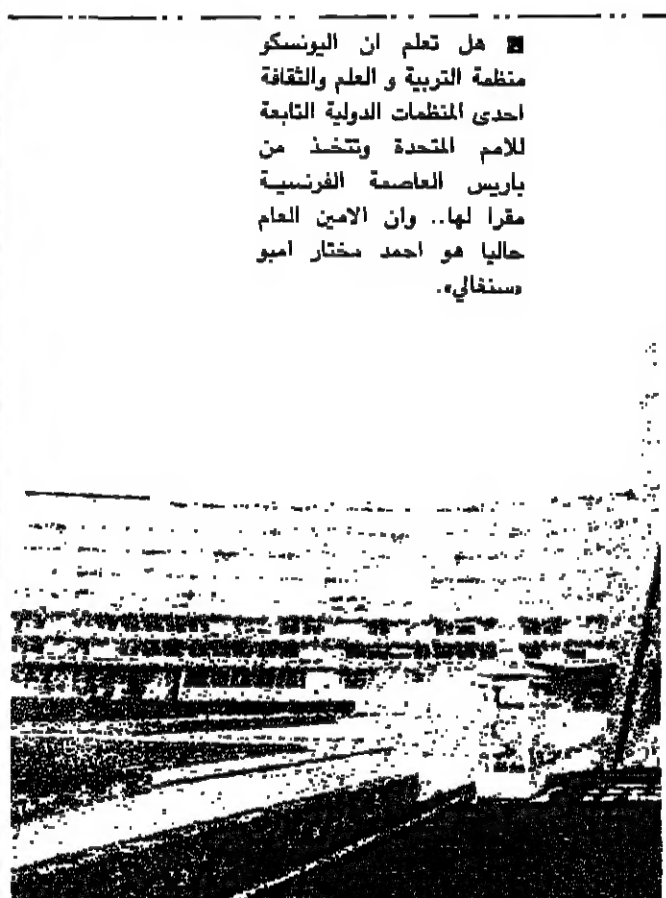 ■ هل تعلم ان اليونسكو
منظمة التربية و العلم والثقافة
احدى المنظمات الدولية التابعة
للامم المتحدة وتتخذ من
باريس العاصمة الفرنسية
مقرا لها.. وان الامين العام
حاليا هو احمد مختار امبو
«سنغالي».